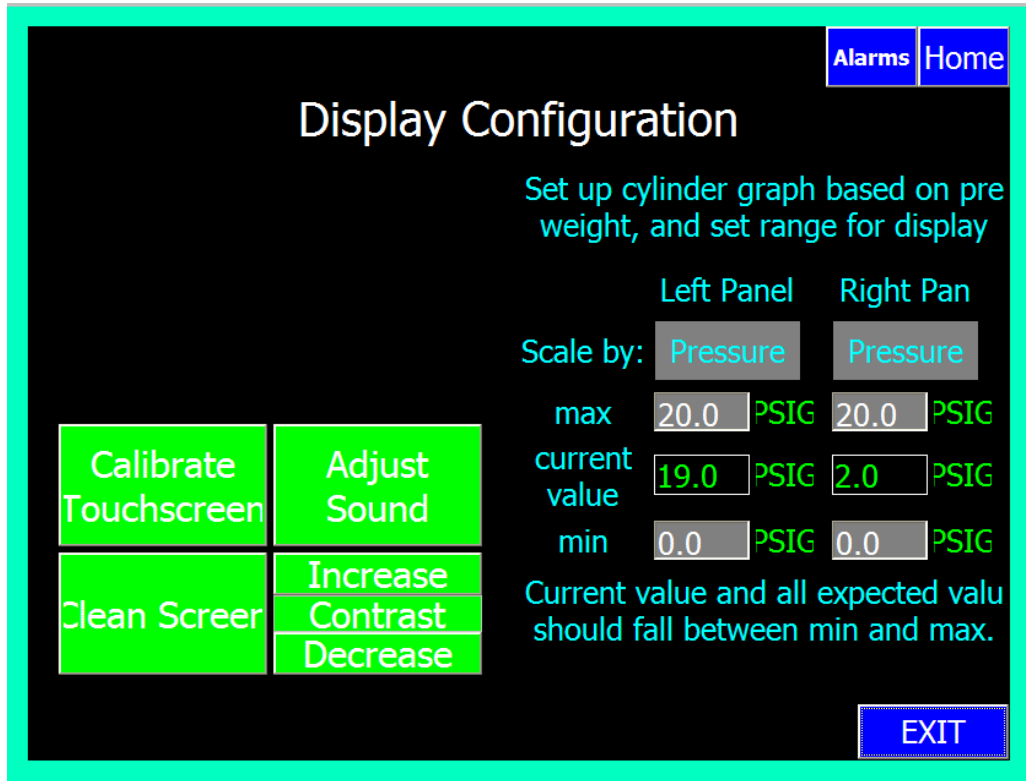 Alarms Home
Display Configuration
Set up cylinder graph based on pre
weight, and set range for display
Left Panel Right Pan
Scale by: Pressure Pressure
max 20.0 PSIG 20.0 PSIG
current
value 19.0 PSIG 2.0 PSIG
min 0.0 PSIG 0.0 PSIG
Current value and all expected valu
should fall between min and max.
Calibrate
Touchscreen
Adjust
Sound
Clean Screen
Increase
Contrast
Decrease
EXIT